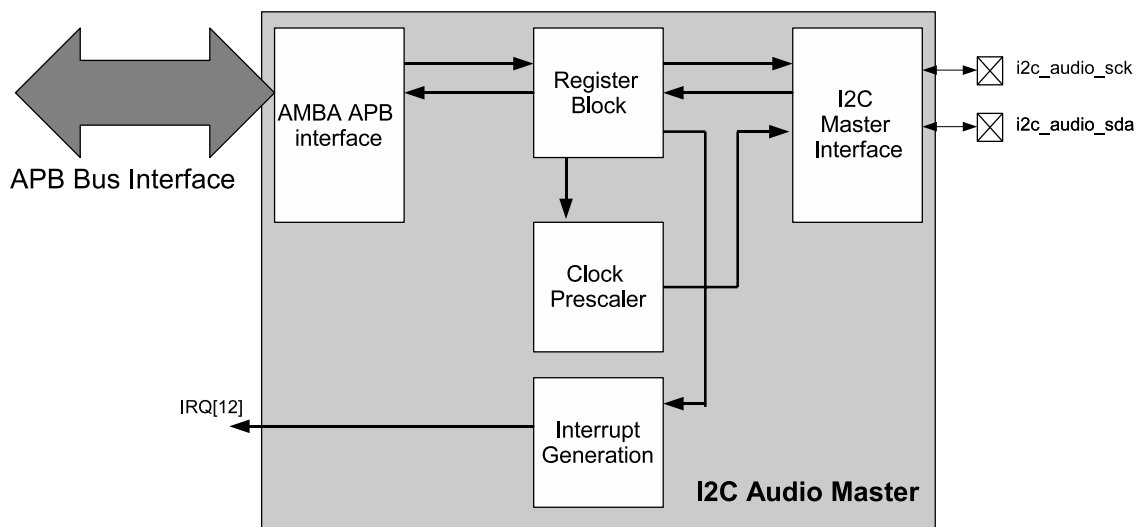 AMBA APB
interface
Register
Block
I2C
Master
Interface
i2c_audio_sck
i2c_audio_sda
APB Bus Interface
Clock
Prescaler
IRQ[12]
Interrupt
Generation
I2C Audio Master